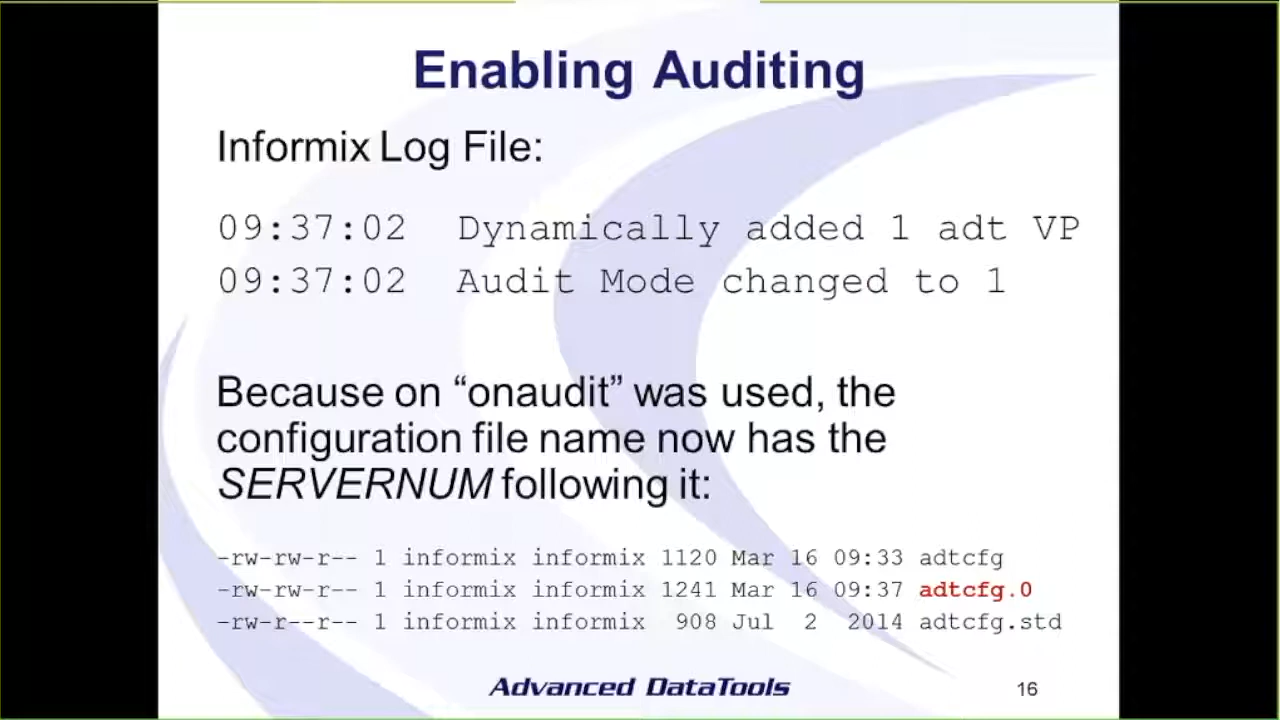 Enabling Auditing
Informix Log File:
09:37:02  Dynamically added 1 adt VP
09:37:02  Audit Mode changed to 1
Because on “onaudit” was used, the
configuration file name now has the
SERVERNUM following it:
-rw-rw-r-- 1 informix informix 1120 Mar 16 09:33 adtcfg
-rw-rw-r-- 1 informix informix 1241 Mar 16 09:37 adtcfg.0
-rw-r--r-- 1 informix informix  908 Jul  2  2014 adtcfg.std
Advanced DataTools
16